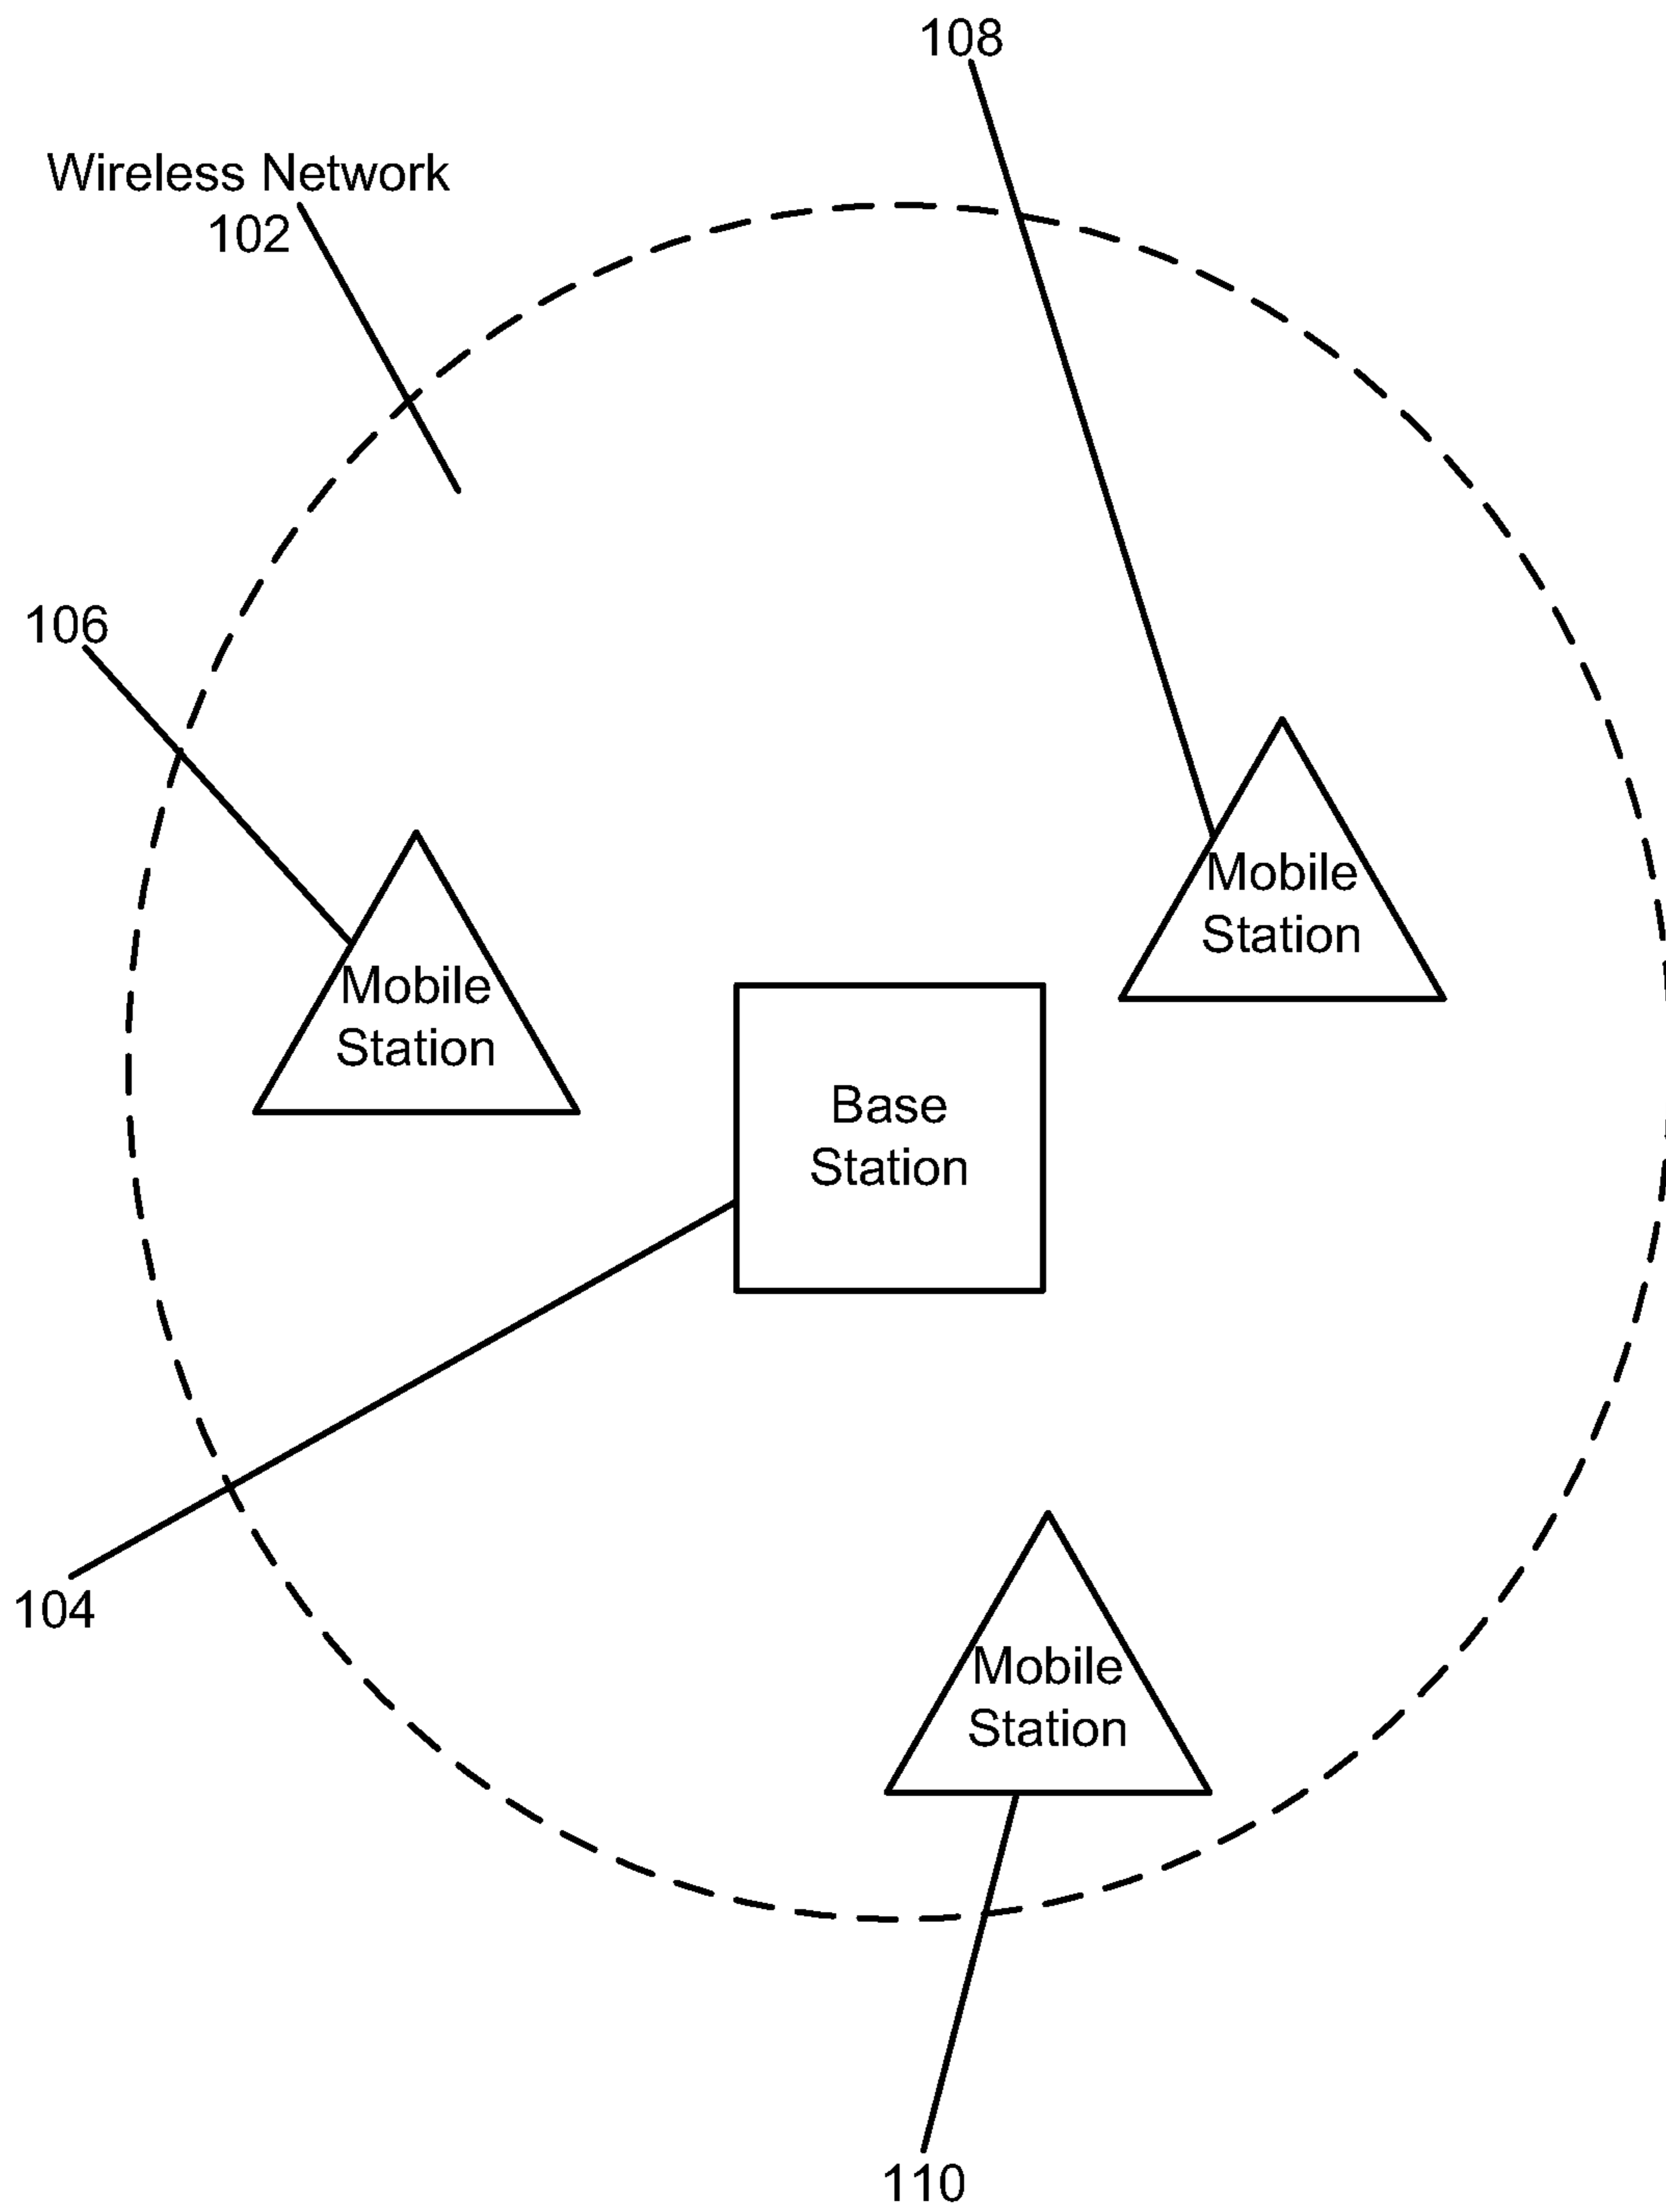 108
Wireless Network
102
106
Mobile
Station
Mobile
Station
Base
Station
104
Mobile
Station
110